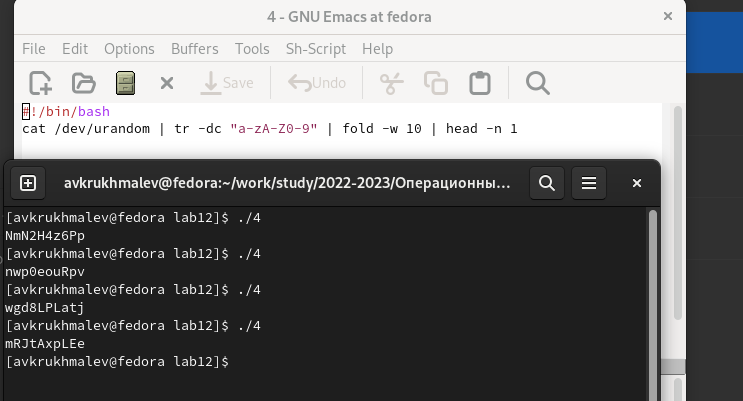 4 - GNU Emacs at fedora
File Edit Options Buffers Tools Sh-Script Help
Save Undo
#!/bin/bash
cat /dev/urandom | tr -dc "a-zA-Z0-9" | fold -w 10 | head -n 1
avkrukhmalev@fedora:~/work/study/2022-2023/Операционны...
[avkrukhmalev@fedora lab12]$ ./4
NmN2H4z6Pp
[avkrukhmalev@fedora lab12]$ ./4
nwp0eouRpv
[avkrukhmalev@fedora lab12]$ ./4
wgd8LPLatj
[avkrukhmalev@fedora lab12]$ ./4
mRJtAxpLEe
[avkrukhmalev@fedora lab12]$